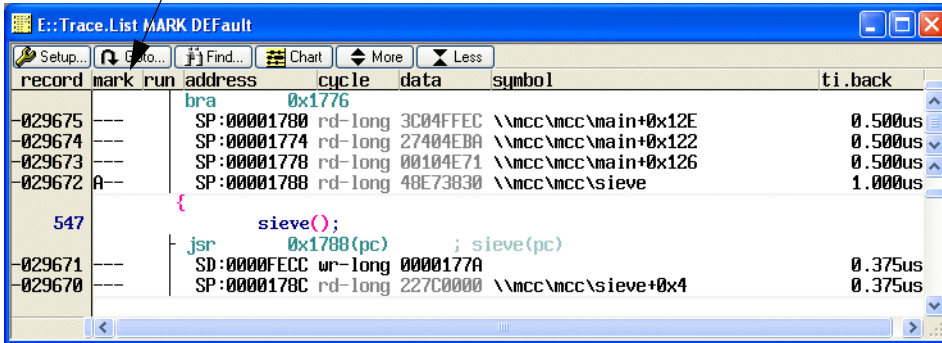 E::Trace.List MARK DEFault
Setup... Goto... Find... Chart More Less
record mark run address cycle data symbol ti.back
bra 0x1776
-029675 --- SP:00001780 rd-long 3C04FFEC \\mcc\mcc\main+0x12E 0.500us
-029674 --- SP:00001774 rd-long 27404EBA \\mcc\mcc\main+0x122 0.500us
-029673 --- SP:00001778 rd-long 00104E71 \\mcc\mcc\main+0x126 0.500us
-029672 A-- SP:00001788 rd-long 48E73830 \\mcc\mcc\sieve 1.000us
{
547 sieve();
jsr 0x1788(pc) ; sieve(pc)
-029671 --- SD:0000FECC wr-long 0000177A 0.375us
-029670 --- SP:0000178C rd-long 227C0000 \\mcc\mcc\sieve+0x4 0.375us